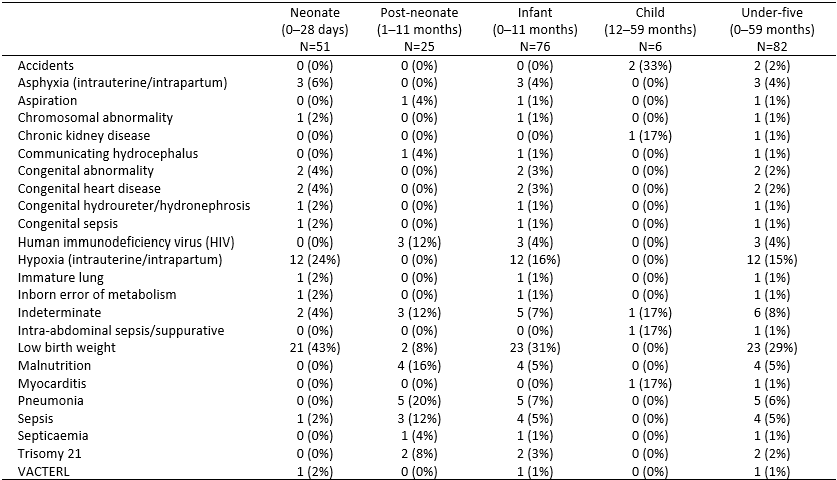 Neonate Post-neonate Infant Child Under-five
(0–28 days) (1–11 months) (0–11 months) (12–59 months) (0–59 months)
N=51 N=25 N=76 N=6 N=82
Accidents 0 (0%) 0 (0%) 0 (0%) 2 (33%) 2 (2%)
Asphyxia (intrauterine/intrapartum) 3 (6%) 0 (0%) 3 (4%) 0 (0%) 3 (4%)
Aspiration 0 (0%) 1 (4%) 1 (1%) 0 (0%) 1 (1%)
Chromosomal abnormality 1 (2%) 0 (0%) 1 (1%) 0 (0%) 1 (1%)
Chronic kidney disease 0 (0%) 0 (0%) 0 (0%) 1 (17%) 1 (1%)
Communicating hydrocephalus 0 (0%) 1 (4%) 1 (1%) 0 (0%) 1 (1%)
Congenital abnormality 2 (4%) 0 (0%) 2 (3%) 0 (0%) 2 (2%)
Congenital heart disease 2 (4%) 0 (0%) 2 (3%) 0 (0%) 2 (2%)
Congenital hydroureter/hydronephrosis 1 (2%) 0 (0%) 1 (1%) 0 (0%) 1 (1%)
Congenital sepsis 1 (2%) 0 (0%) 1 (1%) 0 (0%) 1 (1%)
Human immunodeficiency virus (HIV) 0 (0%) 3 (12%) 3 (4%) 0 (0%) 3 (4%)
Hypoxia (intrauterine/intrapartum) 12 (24%) 0 (0%) 12 (16%) 0 (0%) 12 (15%)
Immature lung 1 (2%) 0 (0%) 1 (1%) 0 (0%) 1 (1%)
Inborn error of metabolism 1 (2%) 0 (0%) 1 (1%) 0 (0%) 1 (1%)
Indeterminate 2 (4%) 3 (12%) 5 (7%) 1 (17%) 6 (8%)
Intra-abdominal sepsis/suppurative 0 (0%) 0 (0%) 0 (0%) 1 (17%) 1 (1%)
Low birth weight 21 (43%) 2 (8%) 23 (31%) 0 (0%) 23 (29%)
Malnutrition 0 (0%) 4 (16%) 4 (5%) 0 (0%) 4 (5%)
Myocarditis 0 (0%) 0 (0%) 0 (0%) 1 (17%) 1 (1%)
Pneumonia 0 (0%) 5 (20%) 5 (7%) 0 (0%) 5 (6%)
Sepsis 1 (2%) 3 (12%) 4 (5%) 0 (0%) 4 (5%)
Septicaemia 0 (0%) 1 (4%) 1 (1%) 0 (0%) 1 (1%)
Trisomy 21 0 (0%) 2 (8%) 2 (3%) 0 (0%) 2 (2%)
VACTERL 1 (2%) 0 (0%) 1 (1%) 0 (0%) 1 (1%)